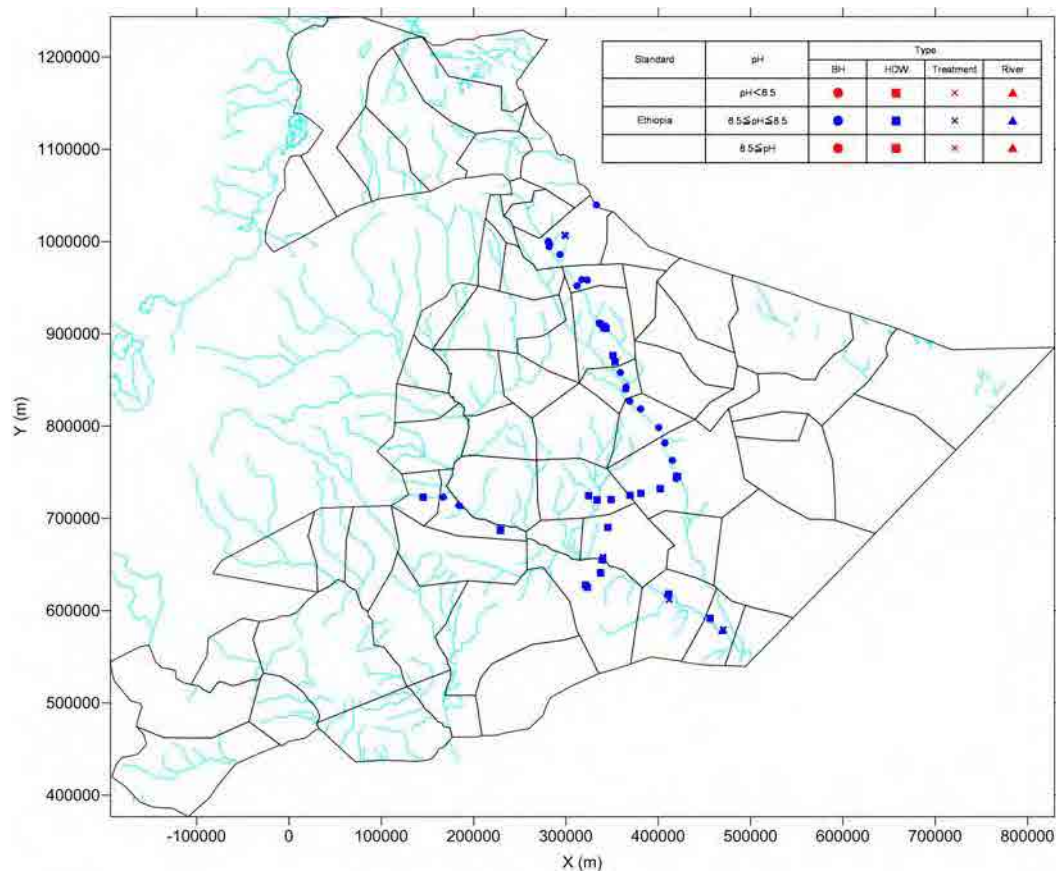 Standard pH Type
BH HDW Treatment River
pH<6.5
Ethiopia 6.5≦pH≦8.5
8.5≦pH
1200000
1100000
1000000
900000
800000
700000
600000
500000
400000
Y (m)
-100000 0 100000 200000 300000 400000 500000 600000 700000 800000
X (m)